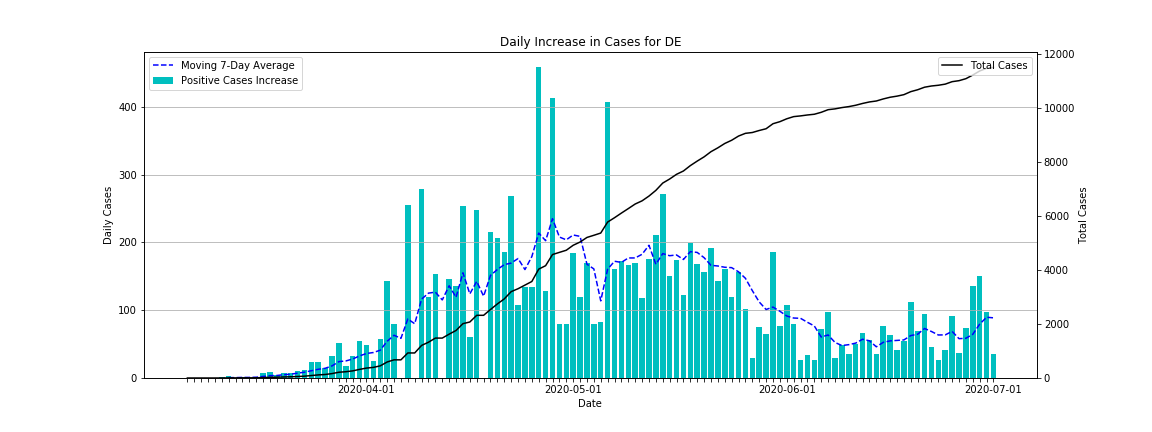 Daily Increase in Cases for DE
Moving 7-Day Average
Positive Cases Increase
Total Cases
Daily Cases
400
300
200
100
0
12000
10000
8000
6000
4000
2000
0
Total Cases
2020-04-01
2020-05-01
2020-06-01
2020-07-01
Date